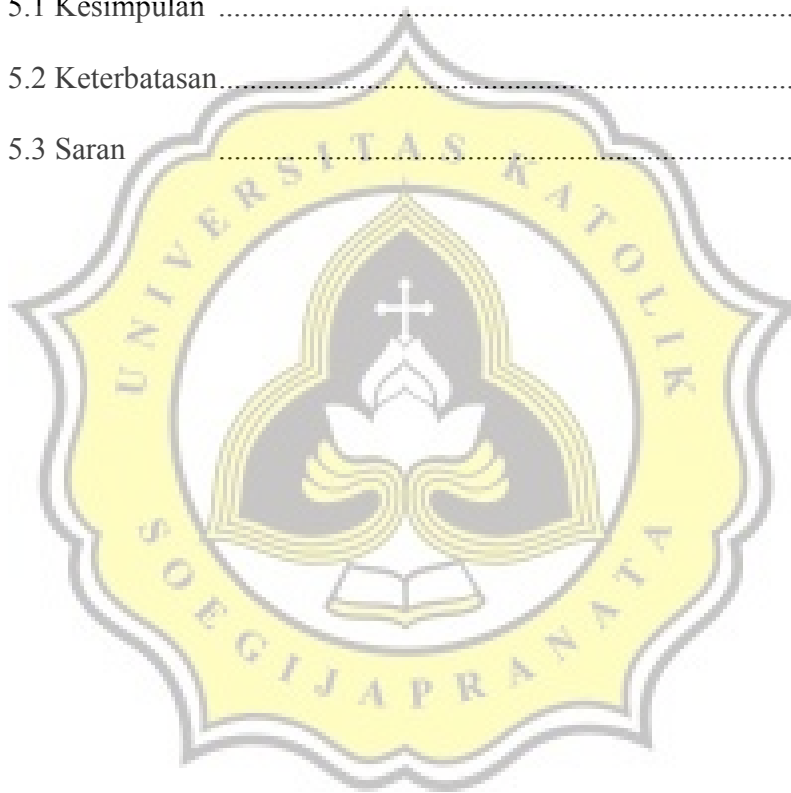 5.1 Kesimpulan ........................................................................
5.2 Keterbatasan........................................................................
5.3 Saran ........................................................................
UNIVERSITAS KATOLIK
SOEGIJAPRANATA